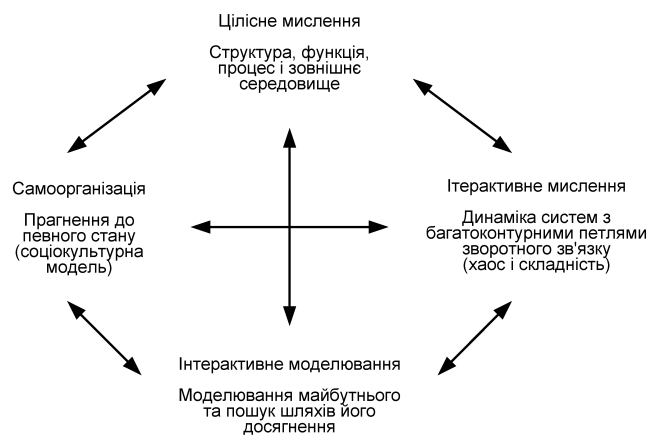 Цілісне мислення
Структура, функція,
процес і зовнішнє
середовище
Самоорганізація
Прагнення до
певного стану
(соціокультурна
модель)
Ітерактивне мислення
Динаміка систем з
багатоконтурними петлями
зворотного зв'язку
(хаос і складність)
Інтерактивне моделювання
Моделювання майбутнього
та пошук шляхів його
досягнення